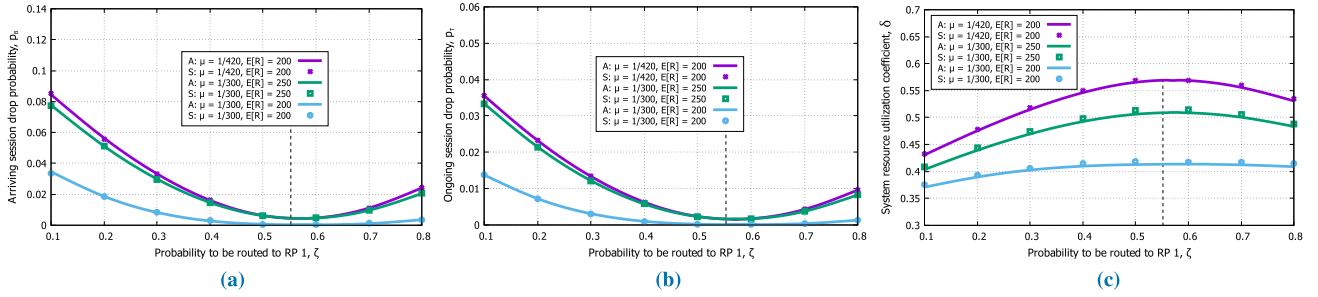 Arriving session drop probability, pₙ
0.14
0.12
0.1
0.08
0.06
0.04
0.02
0
A: μ = 1/420, E[R] = 200
S: μ = 1/420, E[R] = 200
A: μ = 1/300, E[R] = 250
S: μ = 1/300, E[R] = 250
A: μ = 1/300, E[R] = 200
S: μ = 1/300, E[R] = 200
0.1 0.2 0.3 0.4 0.5 0.6 0.7 0.8
Probability to be routed to RP 1, ζ
(a)
Ongoing session drop probability, p_T
0.06
0.05
0.04
0.03
0.02
0.01
0
A: μ = 1/420, E[R] = 200
S: μ = 1/420, E[R] = 200
A: μ = 1/300, E[R] = 250
S: μ = 1/300, E[R] = 250
A: μ = 1/300, E[R] = 200
S: μ = 1/300, E[R] = 200
0.1 0.2 0.3 0.4 0.5 0.6 0.7 0.8
Probability to be routed to RP 1, ζ
(b)
System resource utilization coefficient, δ
0.7
0.65
0.6
0.55
0.5
0.45
0.4
0.35
0.3
A: μ = 1/420, E[R] = 200
S: μ = 1/420, E[R] = 200
A: μ = 1/300, E[R] = 250
S: μ = 1/300, E[R] = 250
A: μ = 1/300, E[R] = 200
S: μ = 1/300, E[R] = 200
0.1 0.2 0.3 0.4 0.5 0.6 0.7 0.8
Probability to be routed to RP 1, ζ
(c)